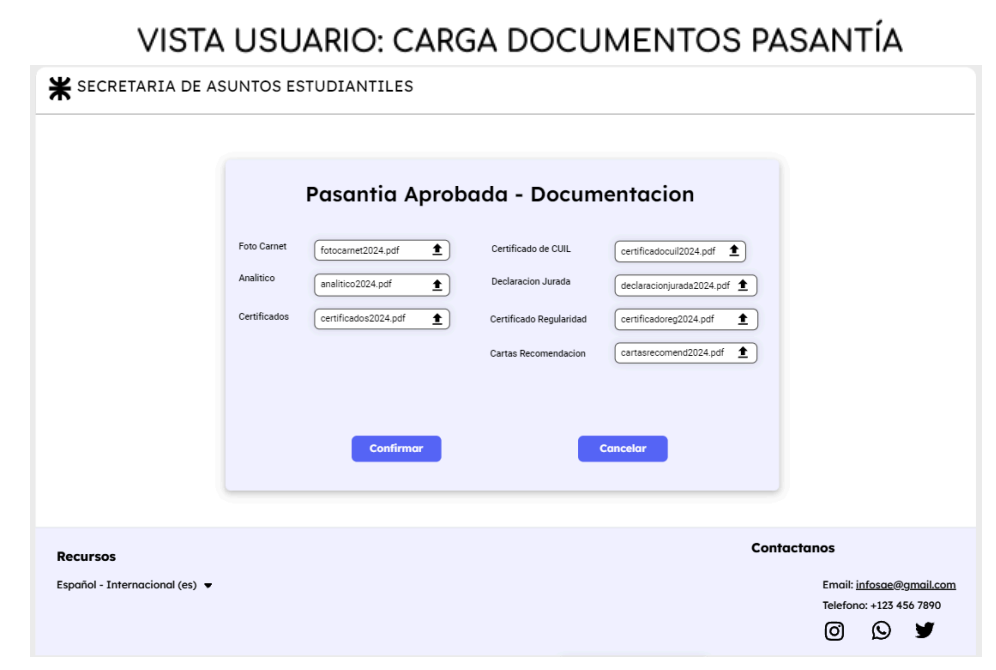 VISTA USUARIO: CARGA DOCUMENTOS PASANTÍA
SECRETARIA DE ASUNTOS ESTUDIANTILES
Pasantia Aprobada - Documentacion
Foto Carnet
fotocarnet2024.pdf
Analitico
analitico2024.pdf
Certificados
certificados2024.pdf
Certificado de CUIL
certificadocuil2024.pdf
Declaracion Jurada
declaracionjurada2024.pdf
Certificado Regularidad
certificadoreg2024.pdf
Cartas Recomendacion
cartasrecomend2024.pdf
Confirmar
Cancelar
Recursos
Español - Internacional (es)
Contactanos
Email: infosae@gmail.com
Telefono: +123 456 7890